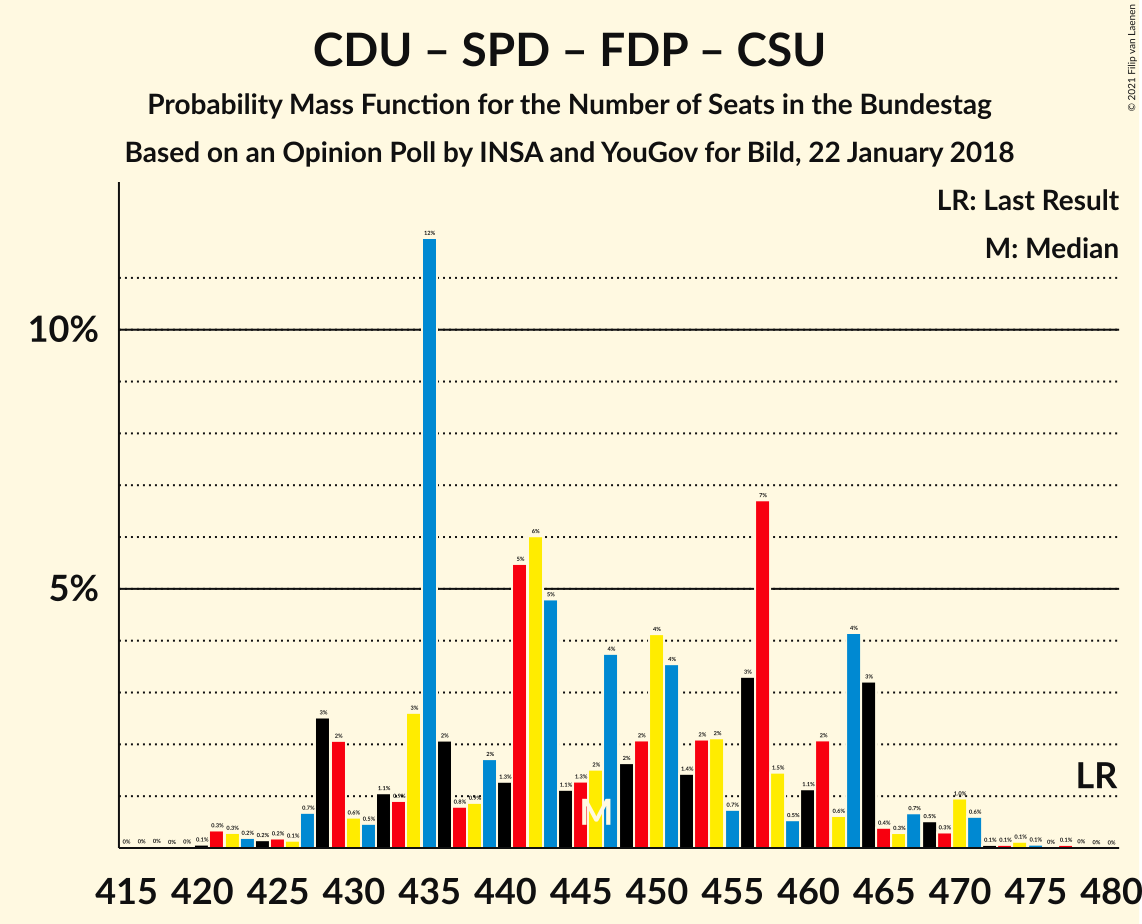 CDU – SPD – FDP – CSU
Probability Mass Function for the Number of Seats in the Bundestag
Based on an Opinion Poll by INSA and YouGov for Bild, 22 January 2018
© 2021 Filip van Laenen
LR: Last Result
M: Median
10%
5%
0% 0% 0% 0% 0% 0.1% 0.3% 0.3% 0.2% 0.2% 0.2% 0.1% 0.7% 3% 2% 0.6% 0.5% 1.1% 0.9% 3% 12% 2% 0.8% 0.9% 2% 1.3% 5% 6% 5% 1.1% 1.3% 2% 4% 2% 2% 4% 4% 1.4% 2% 2% 0.7% 3% 7% 1.5% 0.5% 1.1% 2% 0.6% 4% 3% 0.4% 0.3% 0.7% 0.5% 0.3% 1.0% 0.6% 0.1% 0.1% 0.1% 0.1% 0% 0.1% 0% 0% 0%
M
LR
415 420 425 430 435 440 445 450 455 460 465 470 475 480